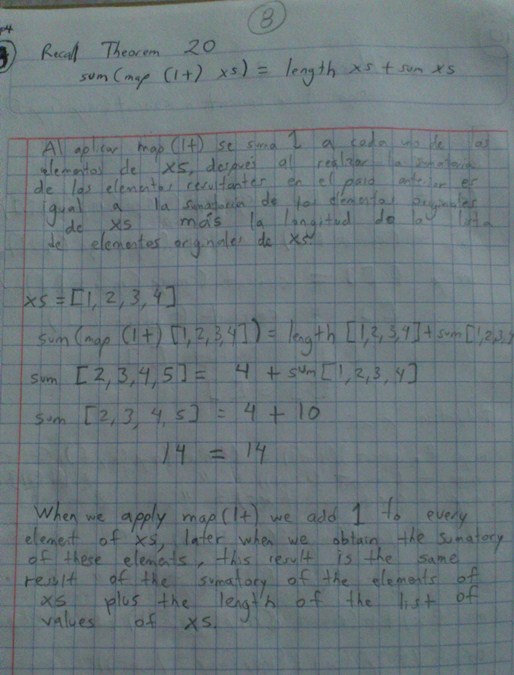 8
Recall Theorem 20
sum(map (1+) xs) = length xs + sum xs
Al aplicar map(1+) se suma 1 a cada uno de los
elementos de xs, despues al realizar la sumatoria
de los elementos resultantes en el paso anterior es
igual a la sumatoria de los elementos originales
de xs más la longitud de la lista
de elementos originales de xs
xs = [1, 2, 3, 4]
sum(map (1+) [1,2,3,4]) = length [1,2,3,4] + sum[1,2,3,4
sum [2,3,4,5] = 4 + sum[1,2,3,4]
sum [2,3,4,5] = 4 + 10
14 = 14
When we apply map(1+) we add 1 to every
element of xs, later when we obtain the sumatory
of these elements, this result is the same
result of the sumatory of the elements of
xs plus the length of the list of
values of xs.